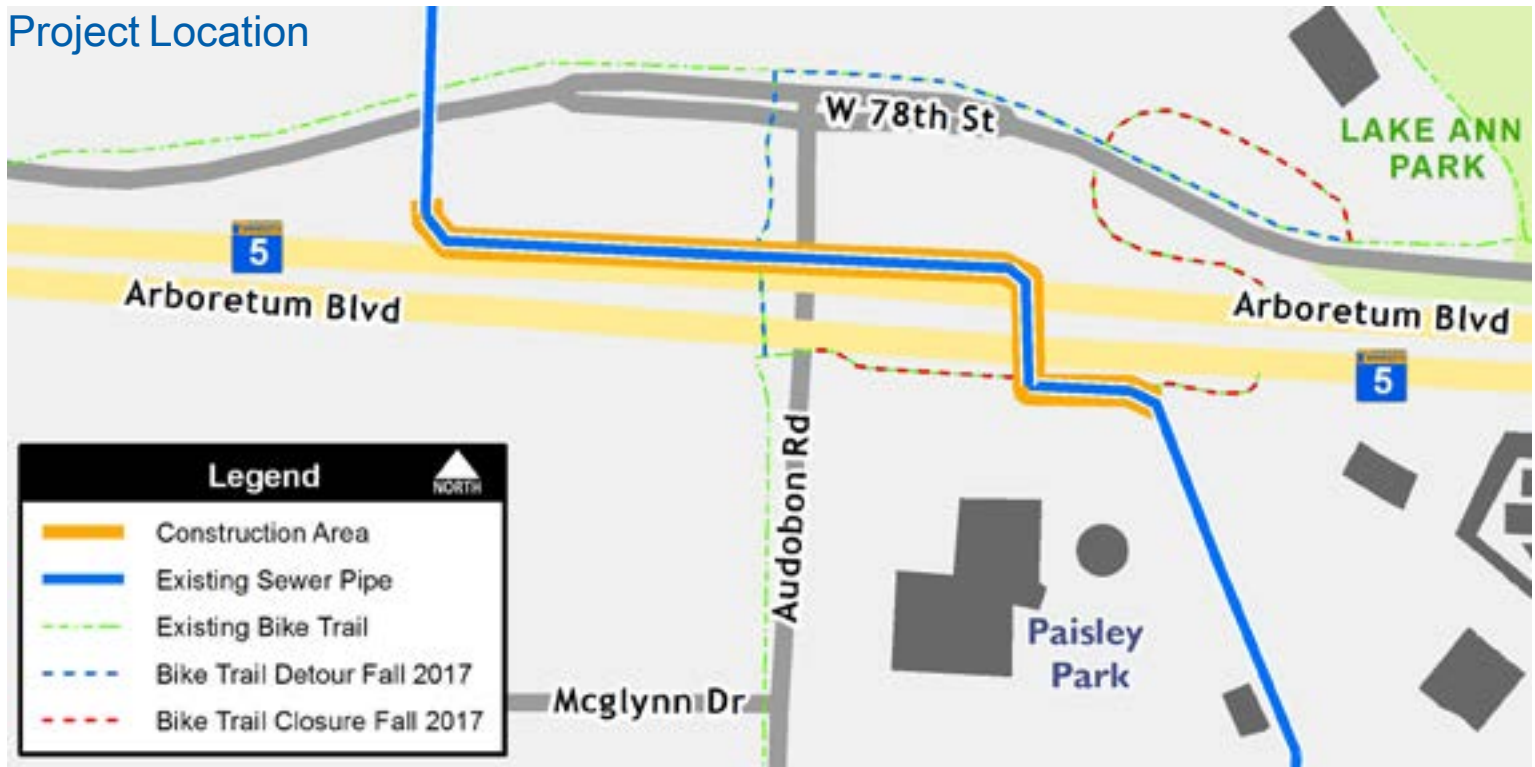 Project Location
W 78th St
LAKE ANN
PARK
5
Arboretum Blvd
Arboretum Blvd
5
Audobon Rd
Paisley
Park
Mcglynn Dr
Legend
NORTH
Construction Area
Existing Sewer Pipe
Existing Bike Trail
Bike Trail Detour Fall 2017
Bike Trail Closure Fall 2017